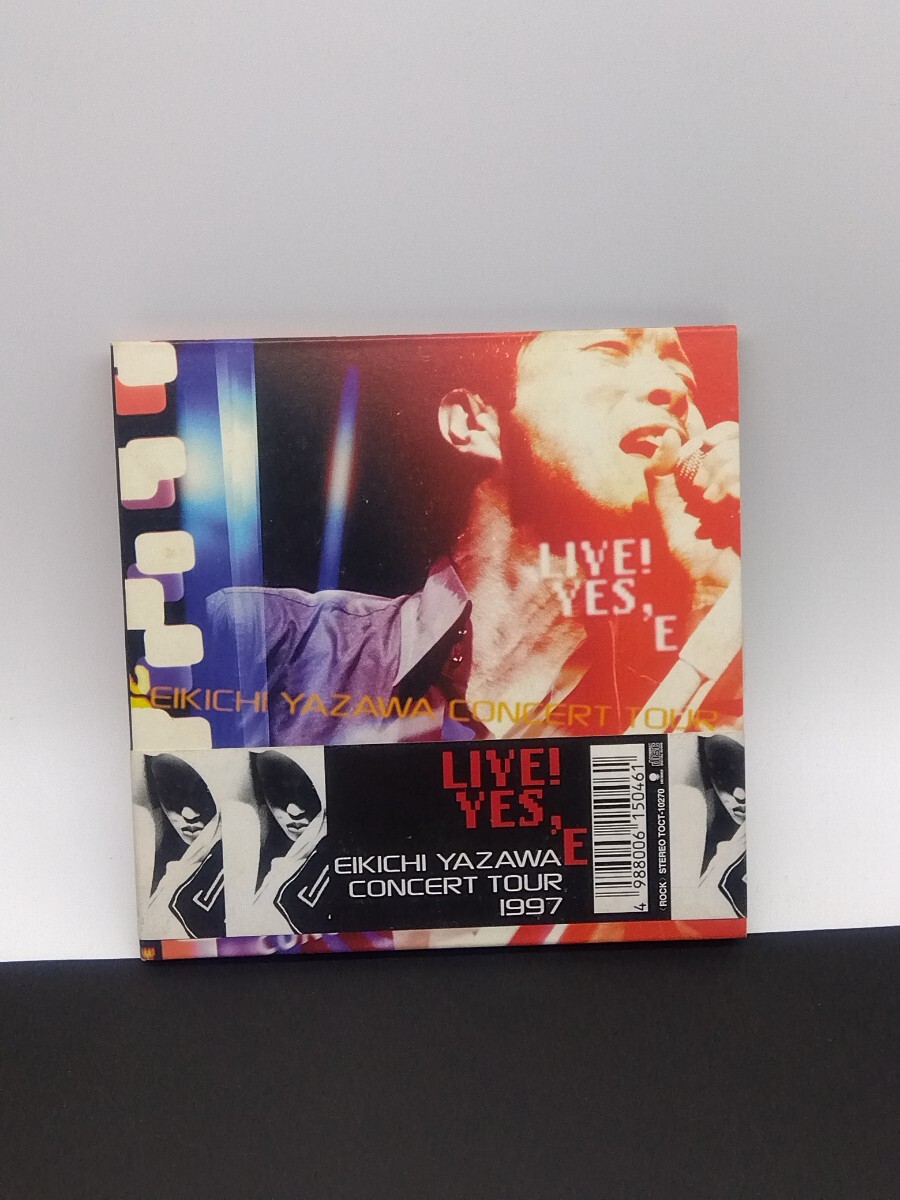 LIVE!
YES,E
EIKICHI YAZAWA CONCERT TOUR
LIVE!
YES,E
EIKICHI YAZAWA
CONCERT TOUR
1997
4 988006 150461
〈ROCK〉 STEREO TOCT-10270